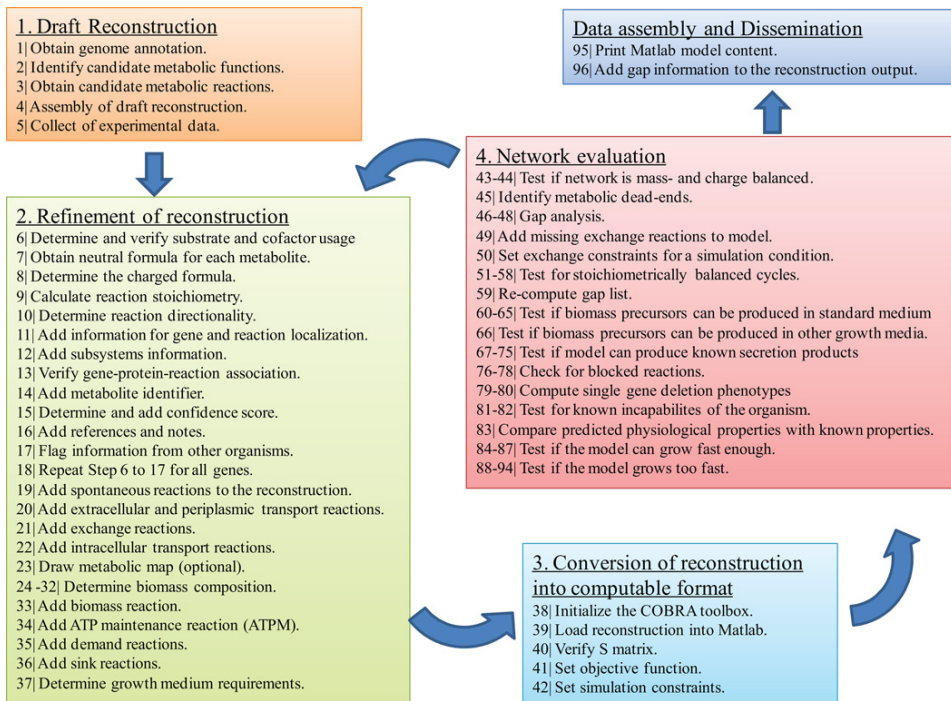 1. Draft Reconstruction
1| Obtain genome annotation.
2| Identify candidate metabolic functions.
3| Obtain candidate metabolic reactions.
4| Assembly of draft reconstruction.
5| Collect of experimental data.
2. Refinement of reconstruction
6| Determine and verify substrate and cofactor usage
7| Obtain neutral formula for each metabolite.
8| Determine the charged formula.
9| Calculate reaction stoichiometry.
10| Determine reaction directionality.
11| Add information for gene and reaction localization.
12| Add subsystems information.
13| Verify gene-protein-reaction association.
14| Add metabolite identifier.
15| Determine and add confidence score.
16| Add references and notes.
17| Flag information from other organisms.
18| Repeat Step 6 to 17 for all genes.
19| Add spontaneous reactions to the reconstruction.
20| Add extracellular and periplasmic transport reactions.
21| Add exchange reactions.
22| Add intracellular transport reactions.
23| Draw metabolic map (optional).
24 -32| Determine biomass composition.
33| Add biomass reaction.
34| Add ATP maintenance reaction (ATPM).
35| Add demand reactions.
36| Add sink reactions.
37| Determine growth medium requirements.
3. Conversion of reconstruction
into computable format
38| Initialize the COBRA toolbox.
39| Load reconstruction into Matlab.
40| Verify S matrix.
41| Set objective function.
42| Set simulation constraints.
4. Network evaluation
43-44| Test if network is mass- and charge balanced.
45| Identify metabolic dead-ends.
46-48| Gap analysis.
49| Add missing exchange reactions to model.
50| Set exchange constraints for a simulation condition.
51-58| Test for stoichiometrically balanced cycles.
59| Re-compute gap list.
60-65| Test if biomass precursors can be produced in standard medium
66| Test if biomass precursors can be produced in other growth media.
67-75| Test if model can produce known secretion products
76-78| Check for blocked reactions.
79-80| Compute single gene deletion phenotypes
81-82| Test for known incapabilites of the organism.
83| Compare predicted physiological properties with known properties.
84-87| Test if the model can grow fast enough.
88-94| Test if the model grows too fast.
Data assembly and Dissemination
95| Print Matlab model content.
96| Add gap information to the reconstruction output.